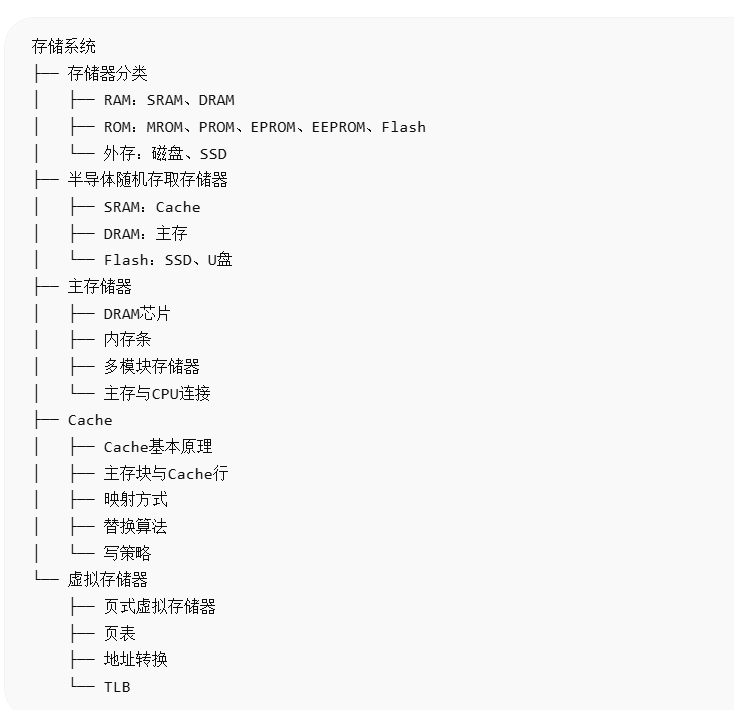 存储系统
├── 存储器分类
│   ├── RAM：SRAM、DRAM
│   ├── ROM：MROM、PROM、EPROM、EEPROM、Flash
│   └── 外存：磁盘、SSD
├── 半导体随机存取存储器
│   ├── SRAM：Cache
│   ├── DRAM：主存
│   └── Flash：SSD、U盘
├── 主存储器
│   ├── DRAM芯片
│   ├── 内存条
│   ├── 多模块存储器
│   └── 主存与CPU连接
├── Cache
│   ├── Cache基本原理
│   ├── 主存块与Cache行
│   ├── 映射方式
│   ├── 替换算法
│   └── 写策略
└── 虚拟存储器
    ├── 页式虚拟存储器
    ├── 页表
    ├── 地址转换
    └── TLB